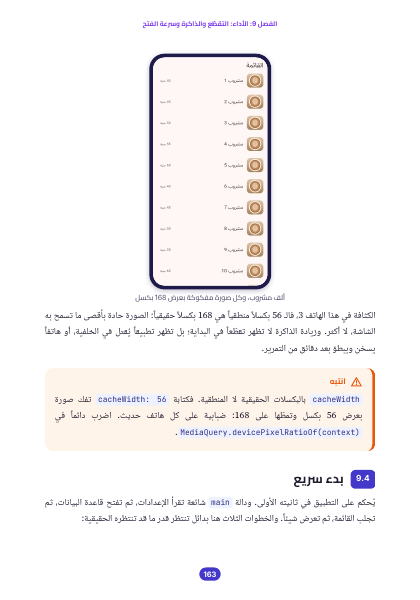 الفصل 9: الأداء: التقطّع والذاكرة وسرعة الفتح
القائمة
مشروب 1
مشروب 2
مشروب 3
مشروب 4
مشروب 5
مشروب 6
مشروب 7
مشروب 8
مشروب 9
مشروب 10
ألف مشروب، وكل صورة مفكوكة بعرض 168 بكسل
الكثافة في هذا الهاتف 3، فالـ 56 بكسلاً منطقياً هي 168 بكسلاً حقيقياً: الصورة حادة بأقصى ما تسمح به
الشاشة، لا أكثر. وزيادة الذاكرة لا تظهر تقطّعاً في البداية؛ بل تظهر تطبيقاً يُقتل في الخلفية، أو هاتفاً
يسخن ويبطؤ بعد دقائق من التمرير.
انتبه
cacheWidth بالبكسلات الحقيقية لا المنطقية. فكتابة cacheWidth: 56 تفك صورة
بعرض 56 بكسل وتمطها على 168: ضبابية على كل هاتف حديث. اضرب دائماً في
MediaQuery.devicePixelRatioOf(context).
9.4 بدء سريع
يُحكم على التطبيق في ثانيته الأولى. ودالة main شائعة تقرأ الإعدادات، ثم تفتح قاعدة البيانات، ثم
تجلب القائمة، ثم تعرض شيئاً. والخطوات الثلاث هنا بدائل تنتظر قدر ما قد تنتظره الحقيقية:
163